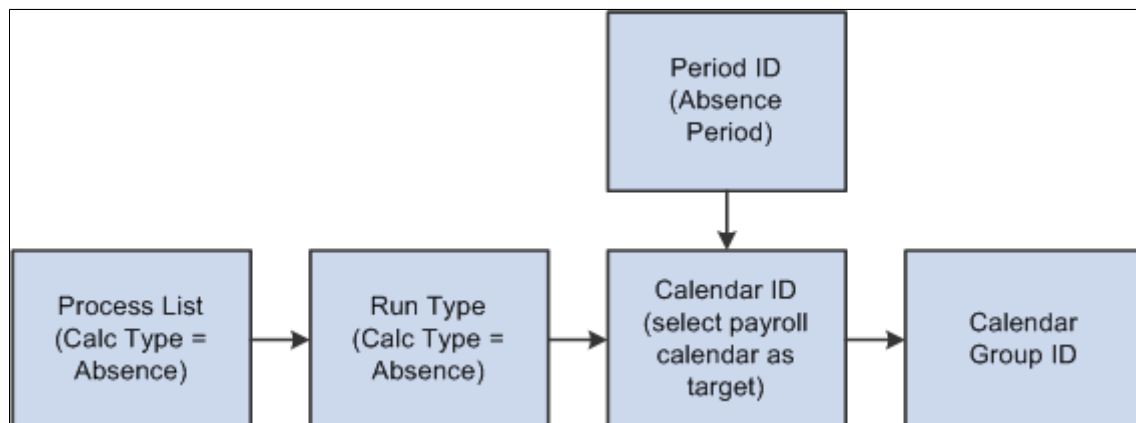 Period ID
(Absence
Period)
Process List
(Calc Type =
Absence)
Run Type
(Calc Type =
Absence)
Calendar ID
(select payroll
calendar as
target)
Calendar
Group ID